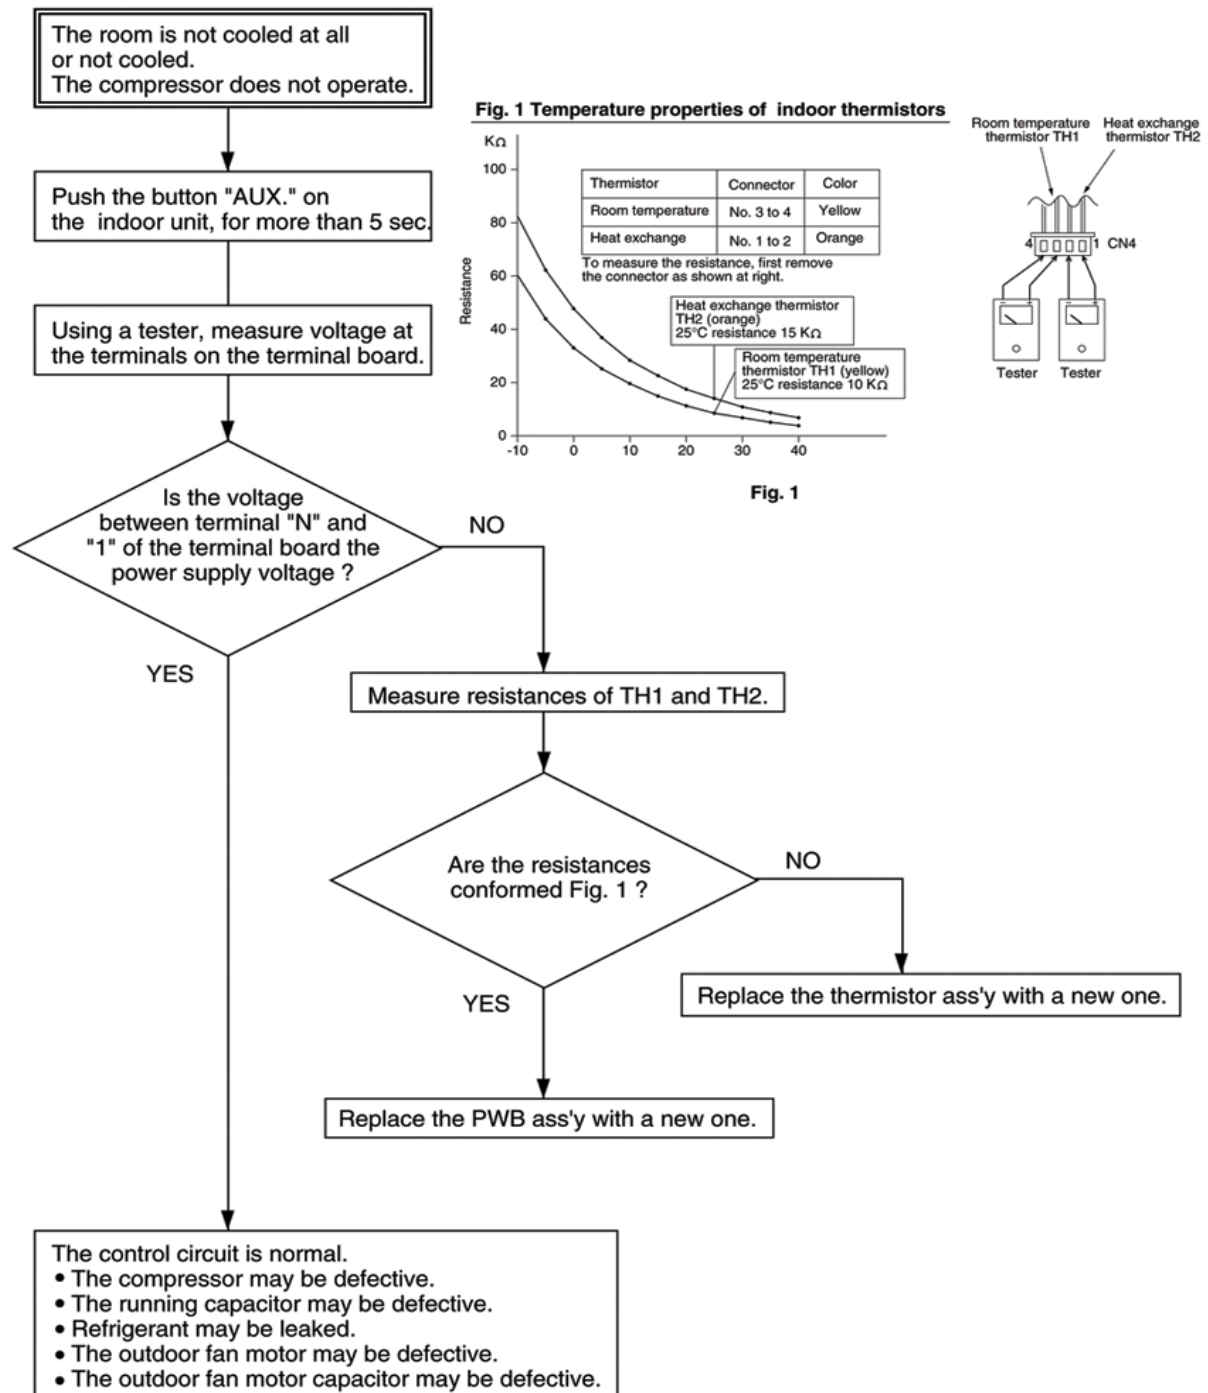 The room is not cooled at all
or not cooled.
The compressor does not operate.
Push the button "AUX." on
the indoor unit, for more than 5 sec.
Using a tester, measure voltage at
the terminals on the terminal board.
Fig. 1 Temperature properties of indoor thermistors
KΩ
100
80
60
40
20
0
Resistance
-10
0
10
20
30
40
Thermistor Connector Color
Room temperature No. 3 to 4 Yellow
Heat exchange No. 1 to 2 Orange
To measure the resistance, first remove
the connector as shown at right.
Heat exchange thermistor
TH2 (orange)
25°C resistance 15 KΩ
Room temperature
thermistor TH1 (yellow)
25°C resistance 10 KΩ
Fig. 1
Room temperature
thermistor TH1
Heat exchange
thermistor TH2
4 1 CN4
- + - +
Tester Tester
Is the voltage
between terminal "N" and
"1" of the terminal board the
power supply voltage ?
NO
YES
Measure resistances of TH1 and TH2.
Are the resistances
conformed Fig. 1 ?
NO
YES
Replace the thermistor ass'y with a new one.
Replace the PWB ass'y with a new one.
The control circuit is normal.
• The compressor may be defective.
• The running capacitor may be defective.
• Refrigerant may be leaked.
• The outdoor fan motor may be defective.
• The outdoor fan motor capacitor may be defective.